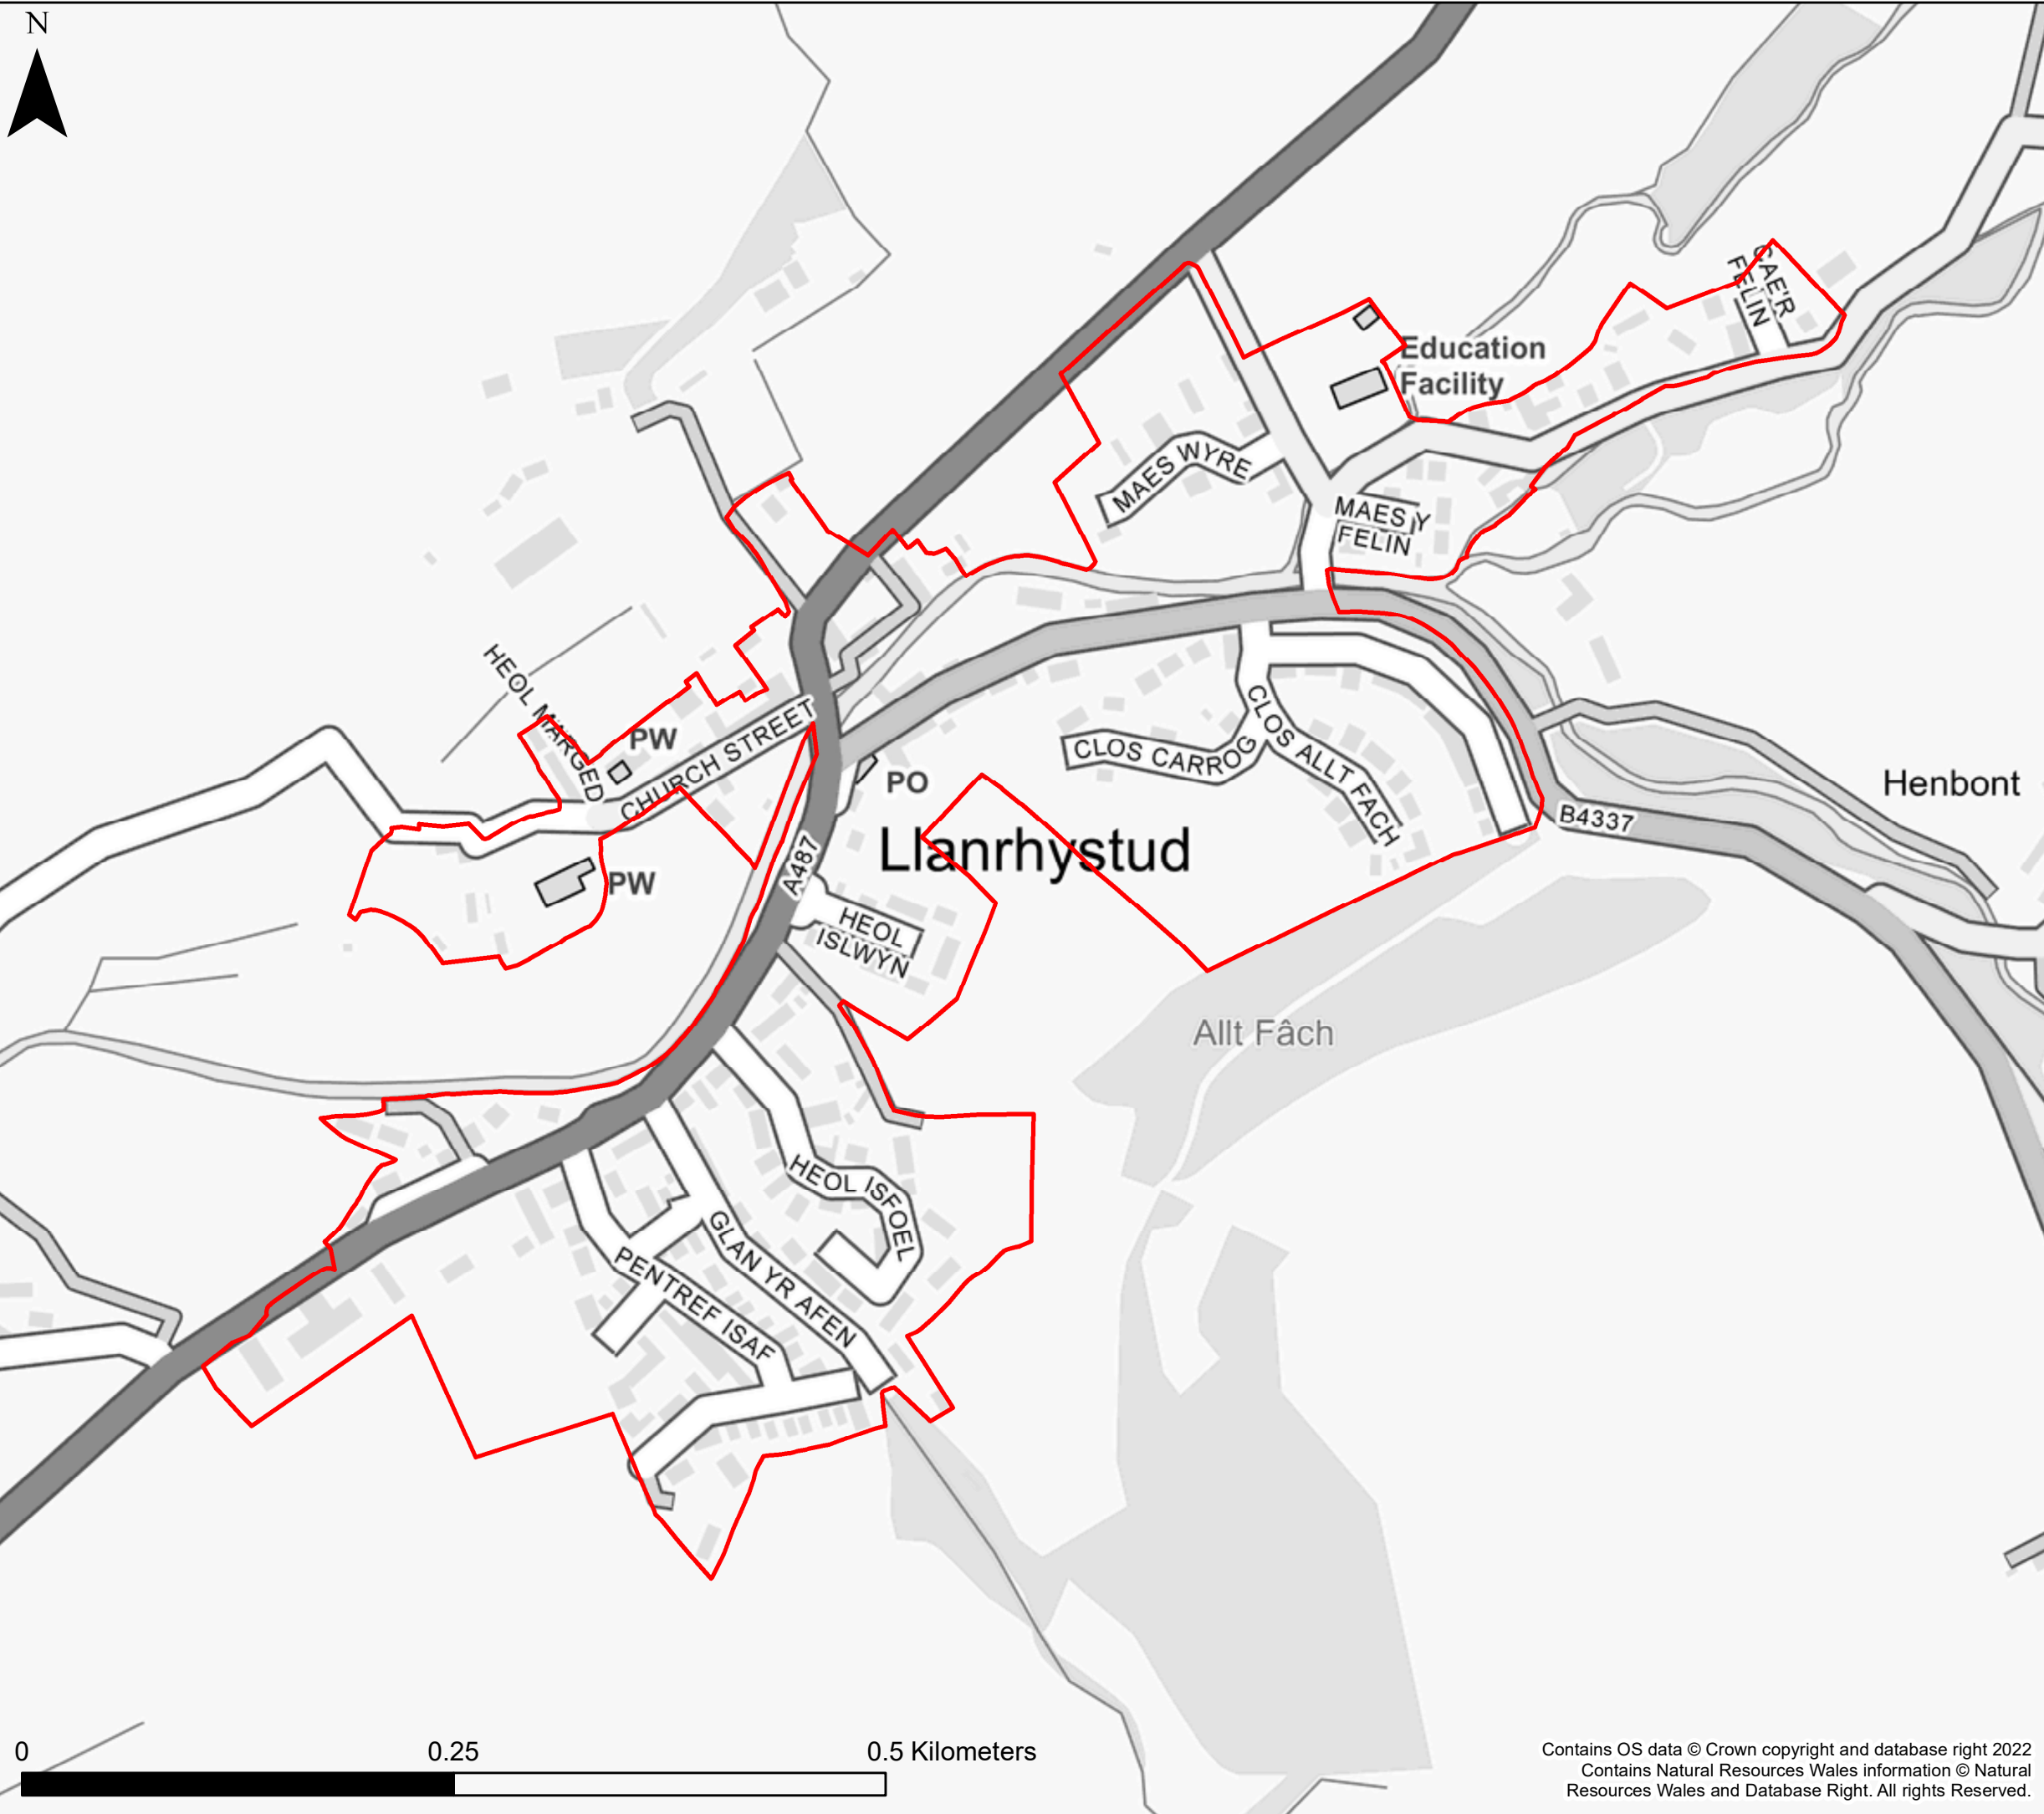 N
CAE'R
FELIN
Education
Facility
MAES WYRE
MAES Y
FELIN
HEOL MARGED
PW
CHURCH STREET
CLOS CARROG
CLOS ALLT FACH
PO
Henbont
B4337
Llanrhystud
A487
PW
HEOL
ISLWYN
Allt Fâch
HEOL ISFOEL
GLAN YR AFEN
PENTREF ISAF
0
0.25
0.5 Kilometers
Contains OS data © Crown copyright and database right 2022
Contains Natural Resources Wales information © Natural
Resources Wales and Database Right. All rights Reserved.